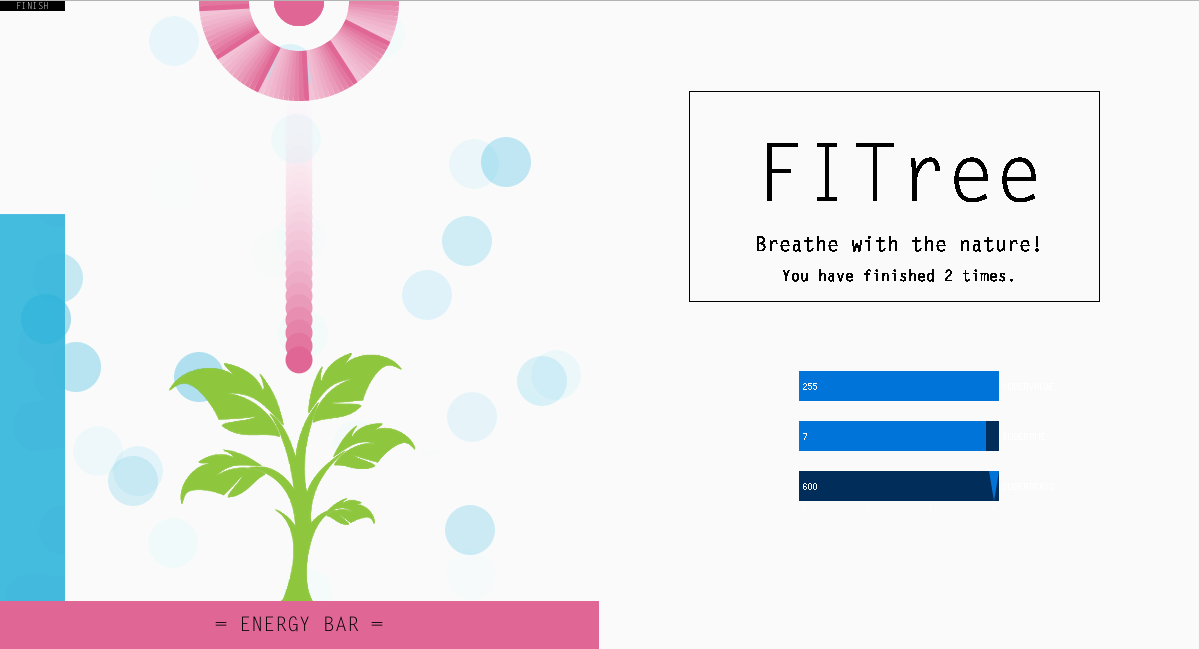 FINISH
FITree
Breathe with the nature!
You have finished 2 times.
255
7
600
= ENERGY BAR =